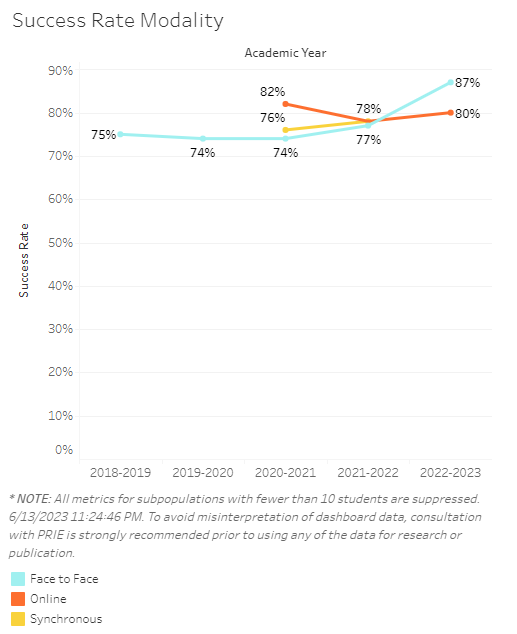 Success Rate Modality
Academic Year
90%
80%
70%
60%
50%
40%
30%
20%
10%
0%
Success Rate
75%
74%
82%
76%
74%
78%
77%
87%
80%
2018-2019 2019-2020 2020-2021 2021-2022 2022-2023
* NOTE: All metrics for subpopulations with fewer than 10 students are suppressed.
6/13/2023 11:24:46 PM. To avoid misinterpretation of dashboard data, consultation
with PRIE is strongly recommended prior to using any of the data for research or
publication.
Face to Face
Online
Synchronous